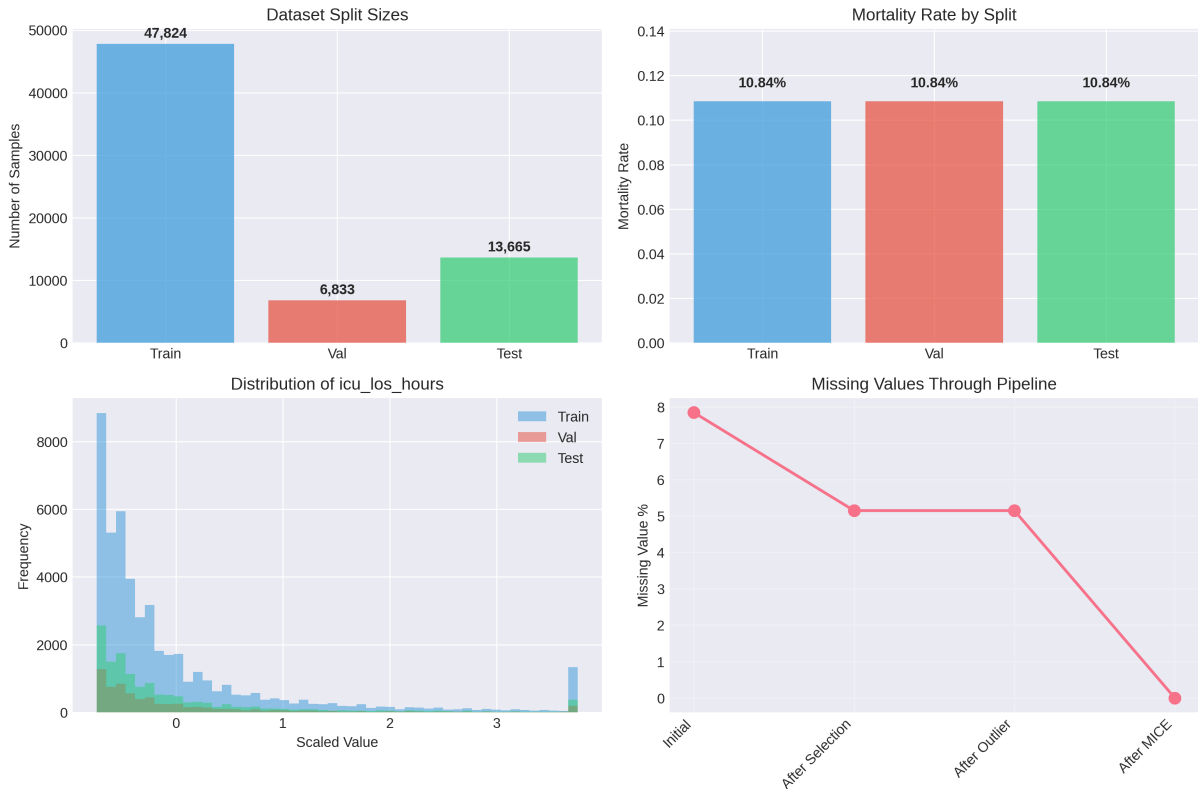 Dataset Split Sizes
Number of Samples
50000
40000
30000
20000
10000
0
47,824
6,833
13,665
Train
Val
Test
Mortality Rate by Split
Mortality Rate
0.14
0.12
0.10
0.08
0.06
0.04
0.02
0.00
10.84%
10.84%
10.84%
Train
Val
Test
Distribution of icu_los_hours
Frequency
8000
6000
4000
2000
0
Train
Val
Test
0
1
2
3
Scaled Value
Missing Values Through Pipeline
Missing Value %
8
7
6
5
4
3
2
1
0
Initial
After Selection
After Outlier
After MICE